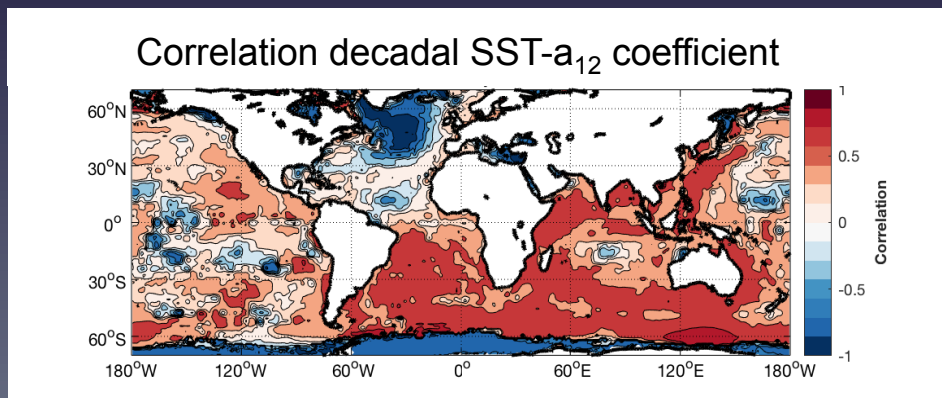 Correlation decadal SST-a₁₂ coefficient
60°N
30°N
0°
30°S
60°S
180°W
120°W
60°W
0°
60°E
120°E
180°W
1
0.5
0
-0.5
-1
Correlation